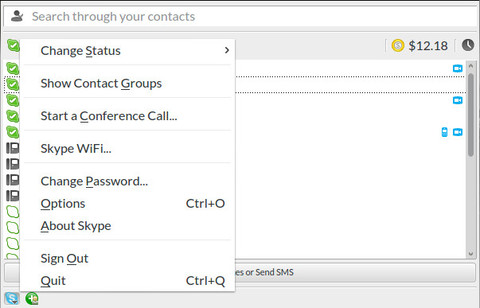 Search through your contacts
Change Status
$12.18
Show Contact Groups
Start a Conference Call...
Skype WiFi...
Change Password...
Options Ctrl+O
About Skype
Sign Out
es or Send SMS
Quit Ctrl+Q